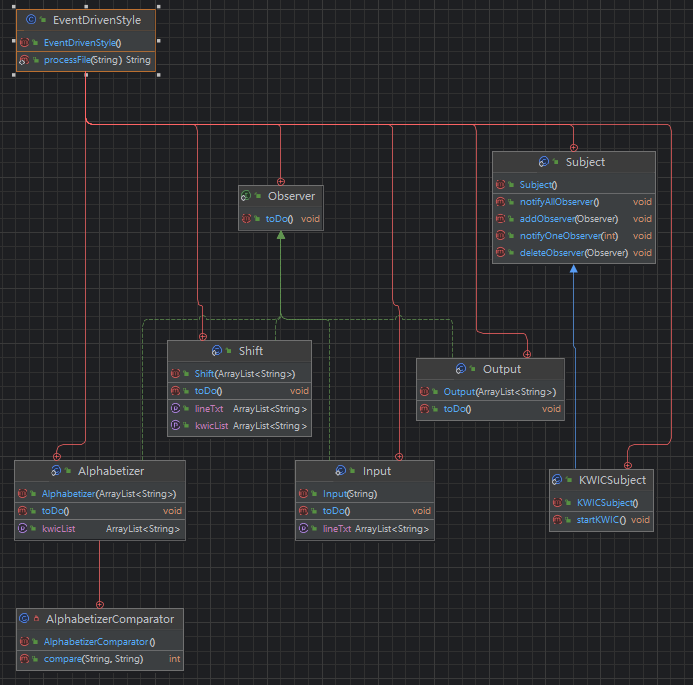 EventDrivenStyle
EventDrivenStyle()
processFile(String) String
Subject
Subject()
notifyAllObserver() void
addObserver(Observer) void
notifyOneObserver(int) void
deleteObserver(Observer) void
Observer
toDo() void
Shift
Shift(ArrayList<String>)
toDo() void
lineTxt ArrayList<String>
kwicList ArrayList<String>
Output
Output(ArrayList<String>)
toDo() void
Alphabetizer
Alphabetizer(ArrayList<String>)
toDo() void
kwicList ArrayList<String>
Input
Input(String)
toDo() void
lineTxt ArrayList<String>
KWICSubject
KWICSubject()
startKWIC() void
AlphabetizerComparator
AlphabetizerComparator()
compare(String, String) int